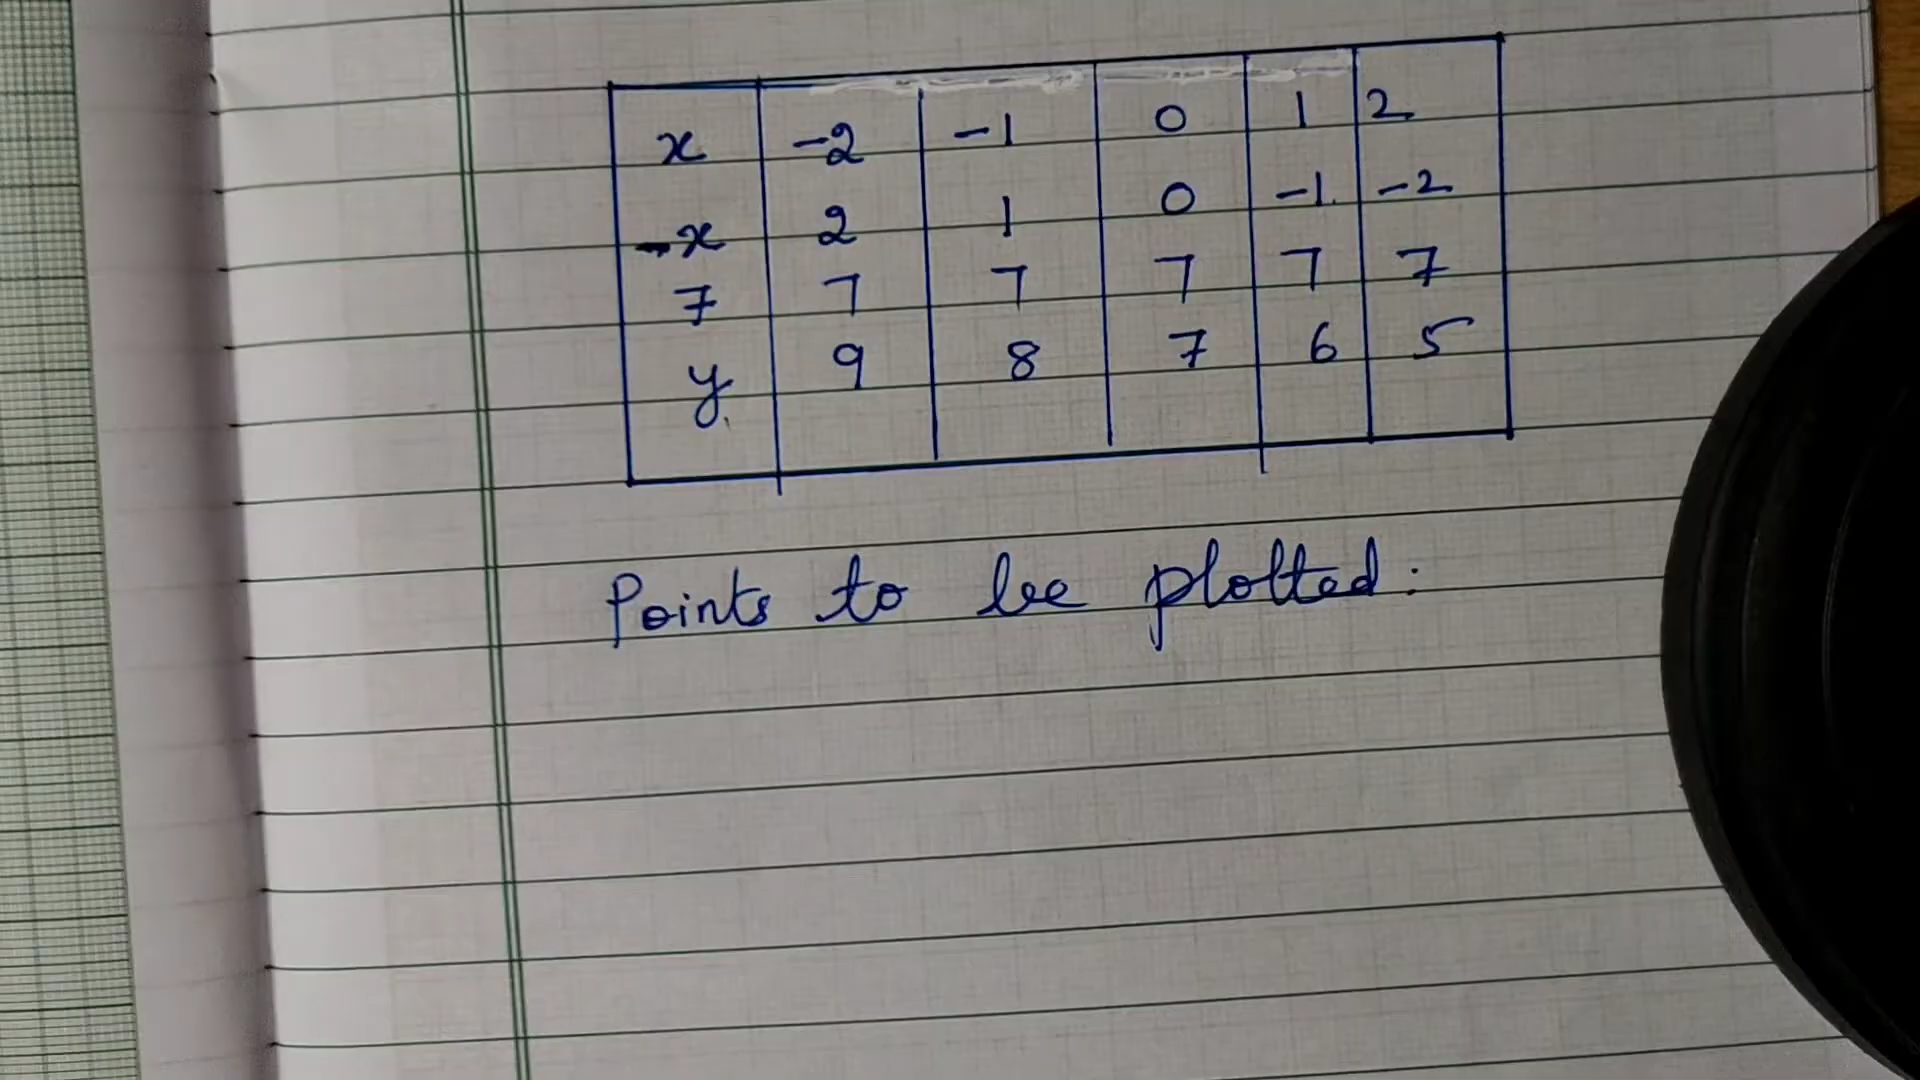 x -2 -1 0 1 2
-x 2 1 0 -1 -2
7 7 7 7 7 7
y 9 8 7 6 5
Points to be plotted :